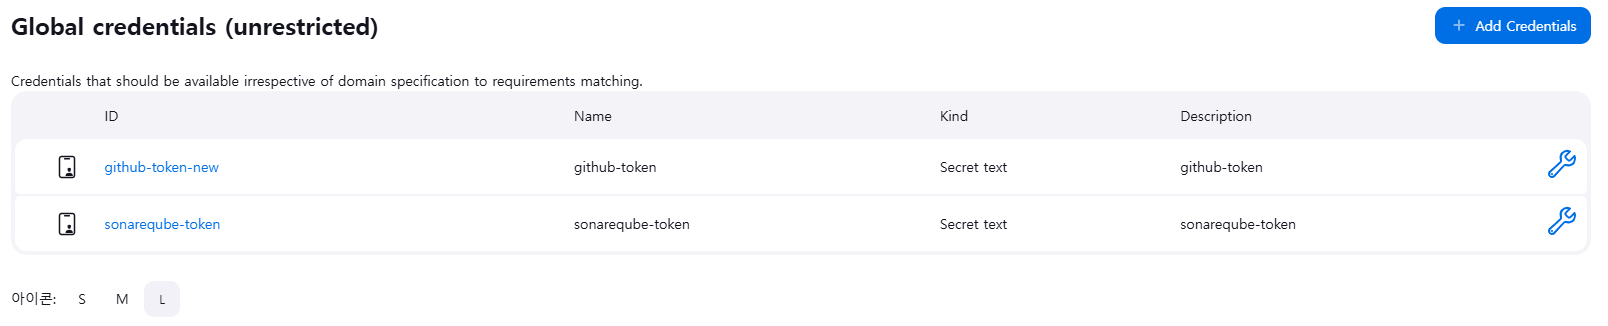 Global credentials (unrestricted)
+ Add Credentials
Credentials that should be available irrespective of domain specification to requirements matching.
ID Name Kind Description
github-token-new github-token Secret text github-token
sonareqube-token sonareqube-token Secret text sonareqube-token
아이콘: S M L